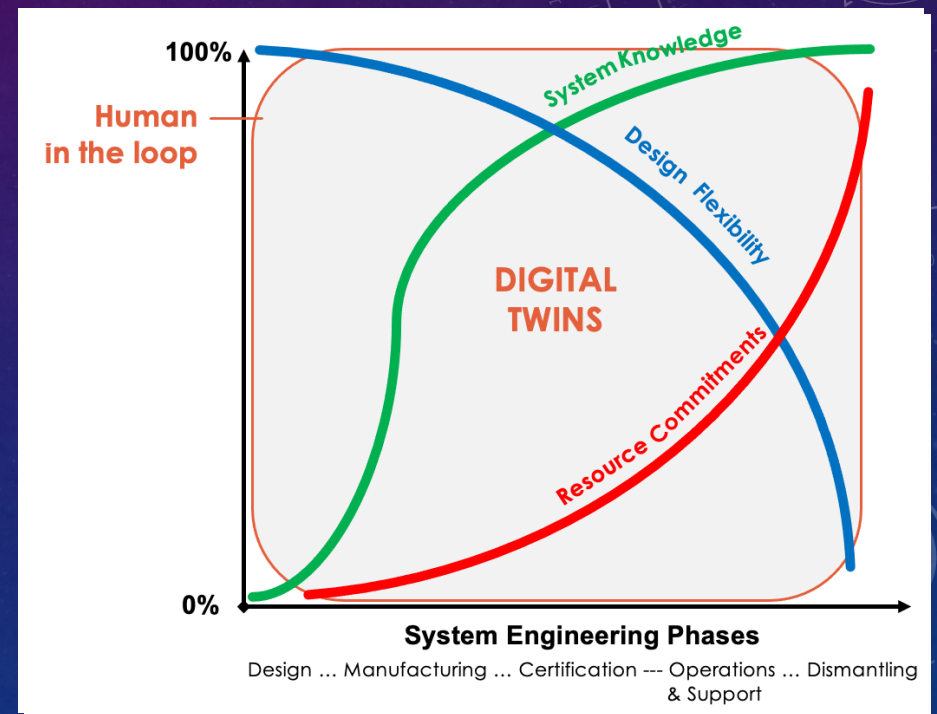 100%
System Knowledge
Human
in the loop
Design Flexibility
DIGITAL
TWINS
Resource Commitments
0%
System Engineering Phases
Design ... Manufacturing ... Certification --- Operations ... Dismantling
& Support